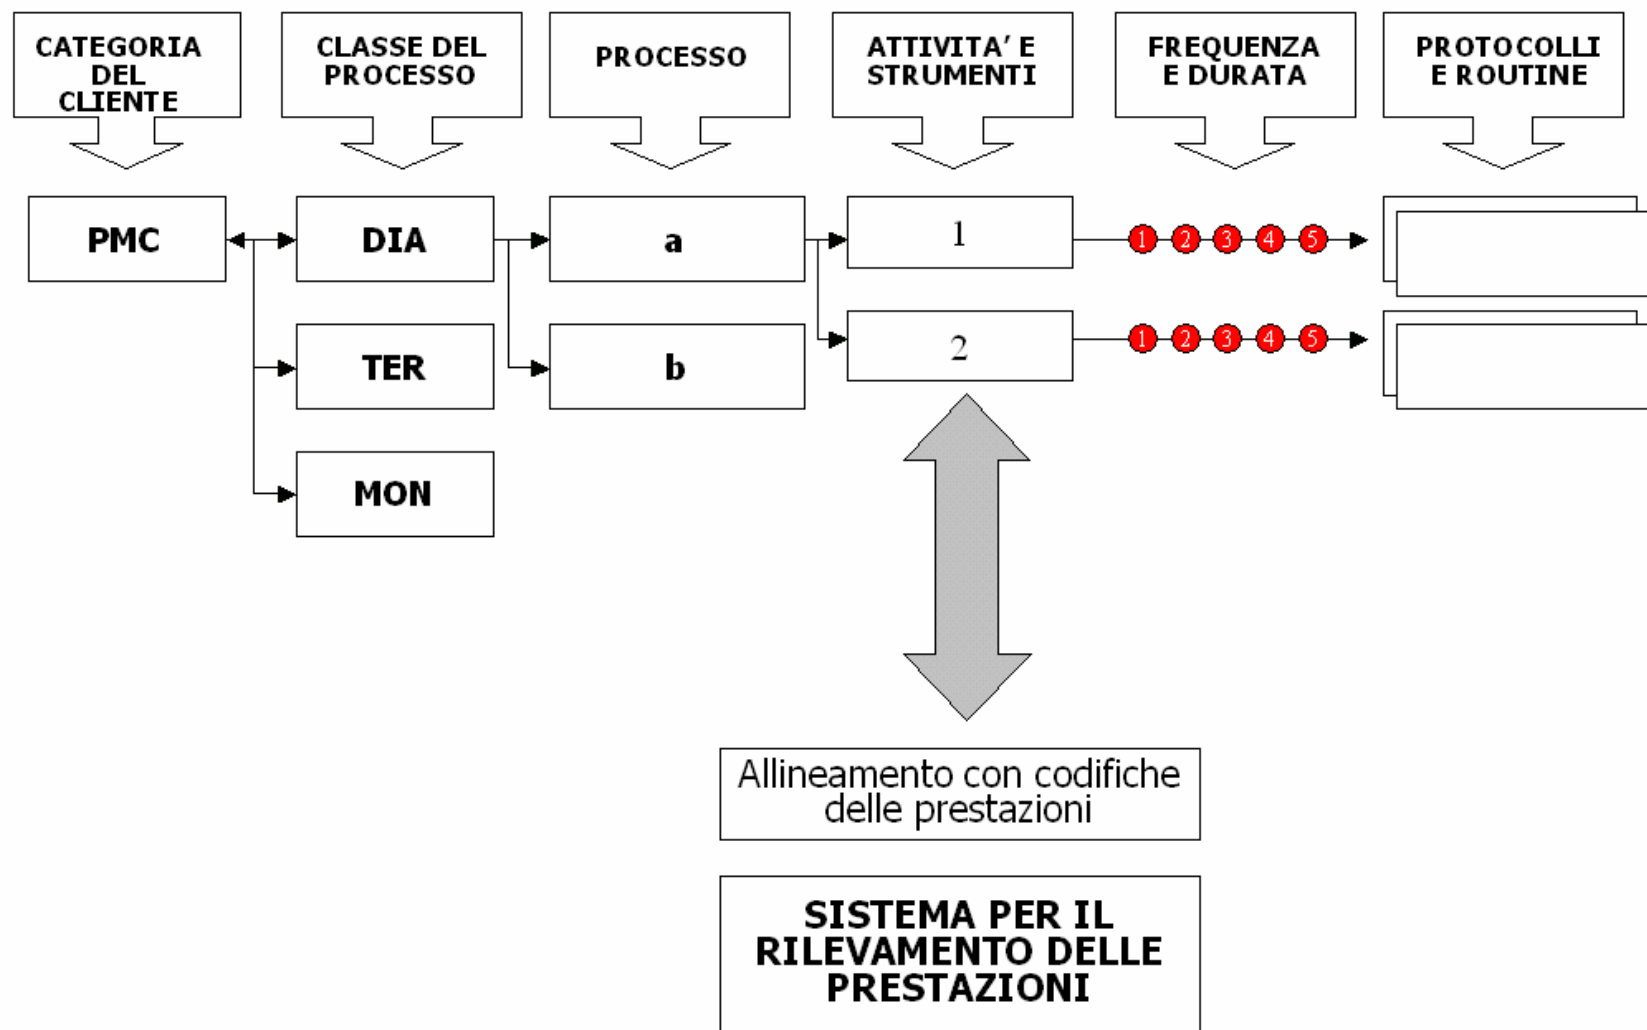 CATEGORIA
DEL
CLIENTE
CLASSE DEL
PROCESSO
PROCESSO
ATTIVITA' E
STRUMENTI
FREQUENZA
E DURATA
PROTOCOLLI
E ROUTINE
PMC
DIA
a
1
1 2 3 4 5
TER
b
2
1 2 3 4 5
MON
Allineamento con codifiche
delle prestazioni
SISTEMA PER IL
RILEVAMENTO DELLE
PRESTAZIONI